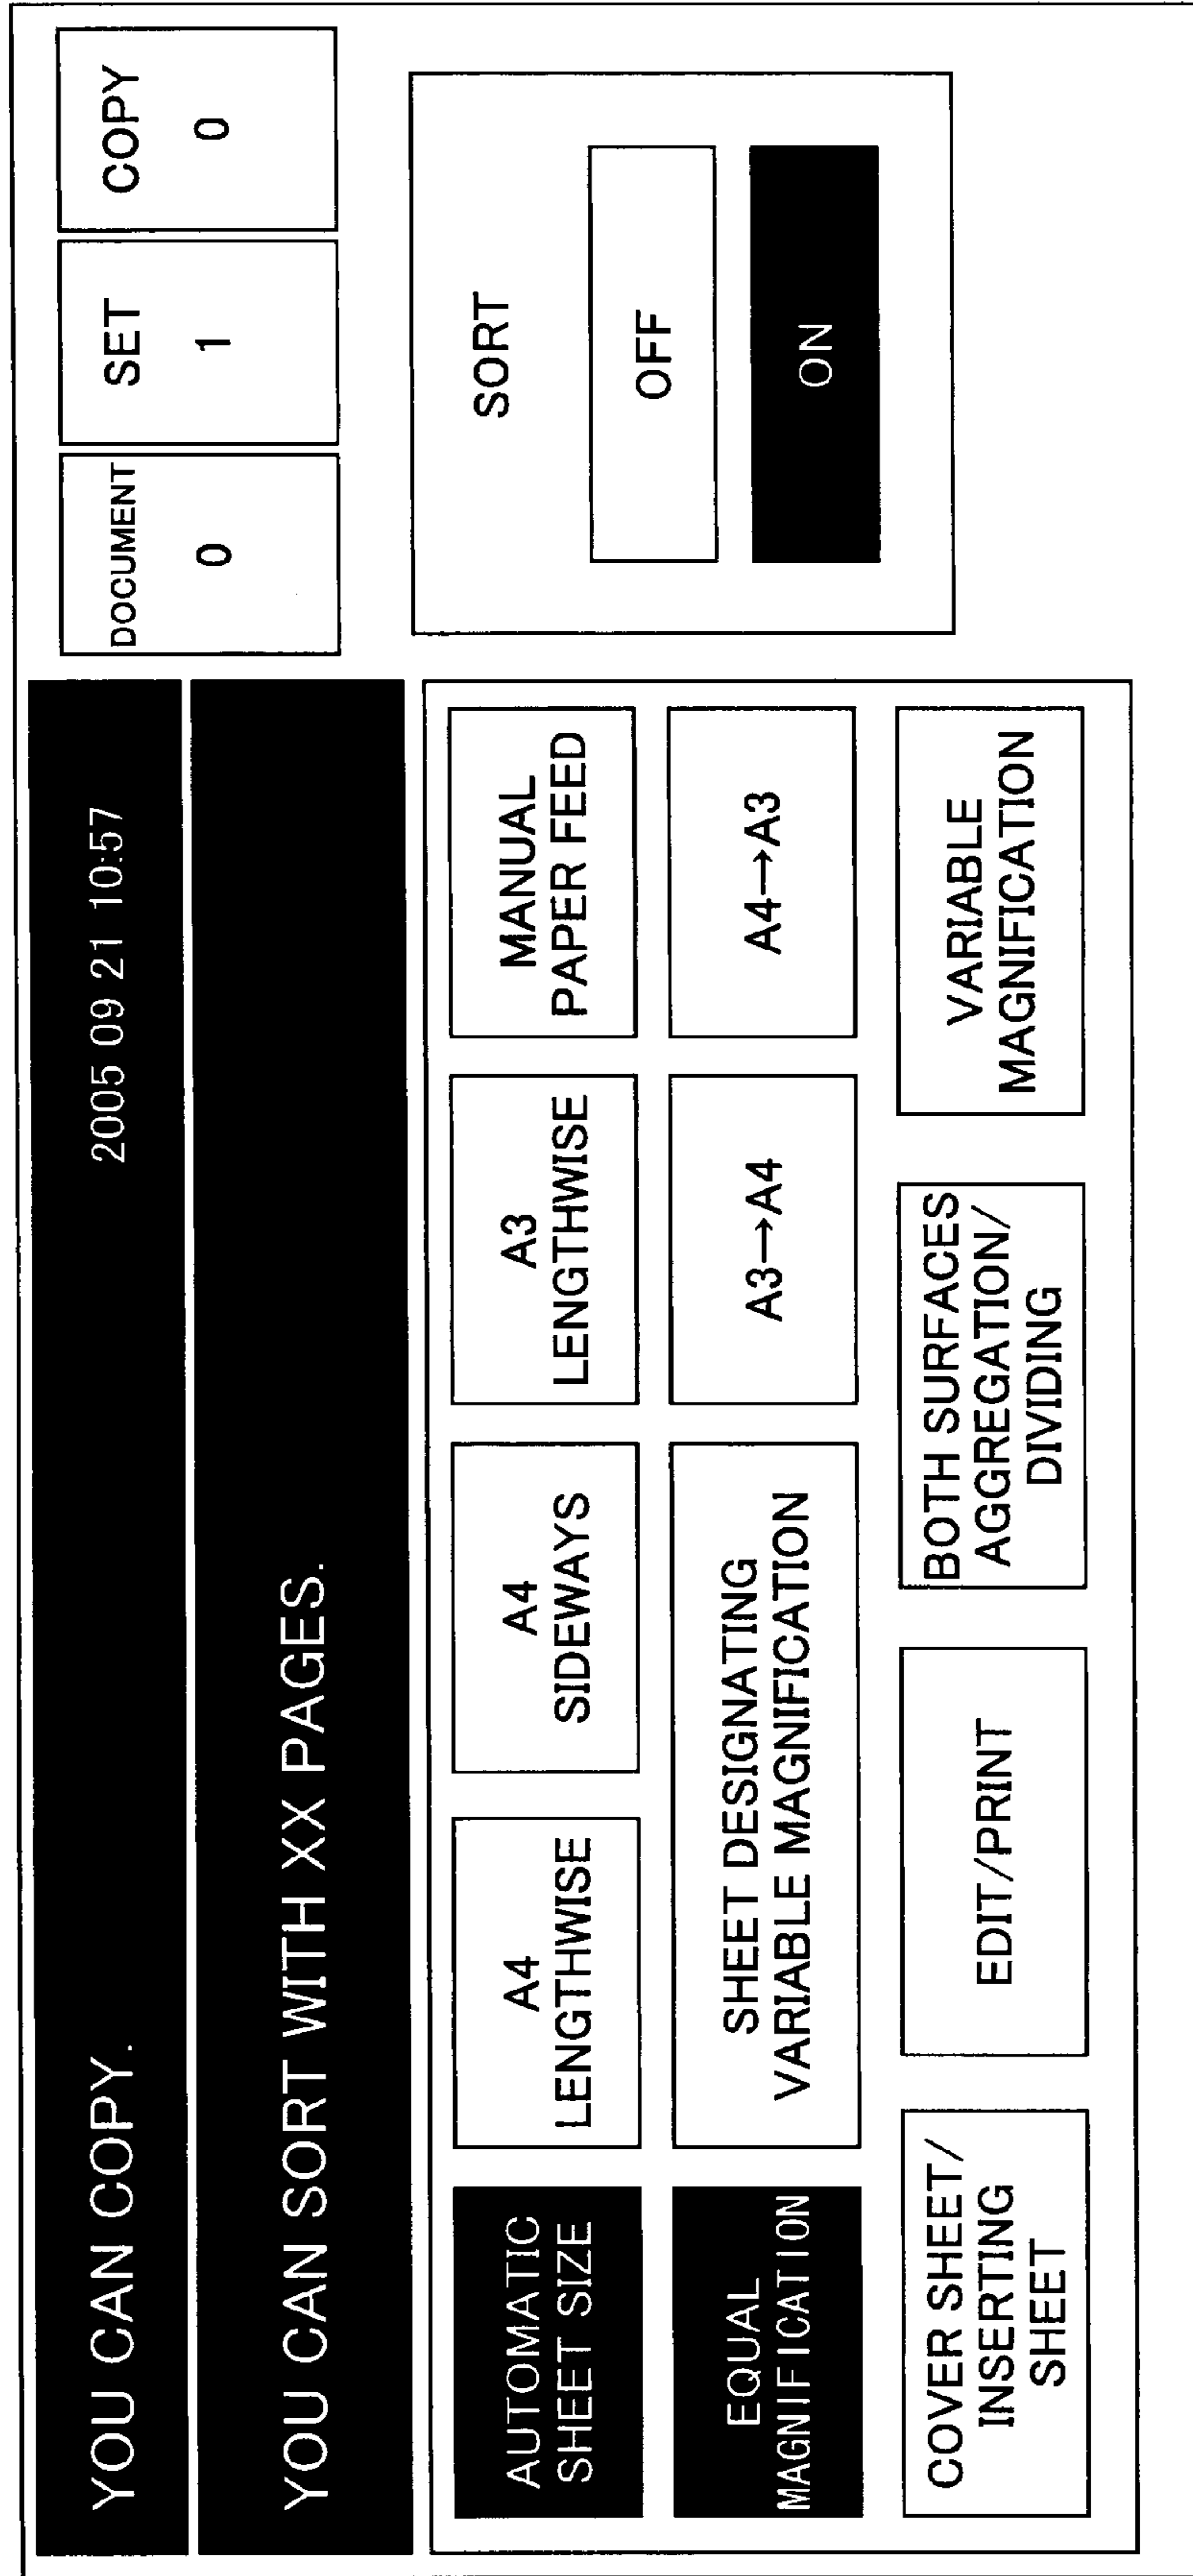 YOU CAN COPY. 2005 09 21 10:57
YOU CAN SORT WITH XX PAGES.
DOCUMENT
0
SET
1
COPY
0
AUTOMATIC
SHEET SIZE
A4
LENGTHWISE
A4
SIDEWAYS
A3
LENGTHWISE
MANUAL
PAPER FEED
EQUAL
MAGNIFICATION
SHEET DESIGNATING
VARIABLE MAGNIFICATION
A3→A4
A4→A3
COVER SHEET/
INSERTING
SHEET
EDIT/PRINT
BOTH SURFACES
AGGREGATION/
DIVIDING
VARIABLE
MAGNIFICATION
SORT
OFF
ON